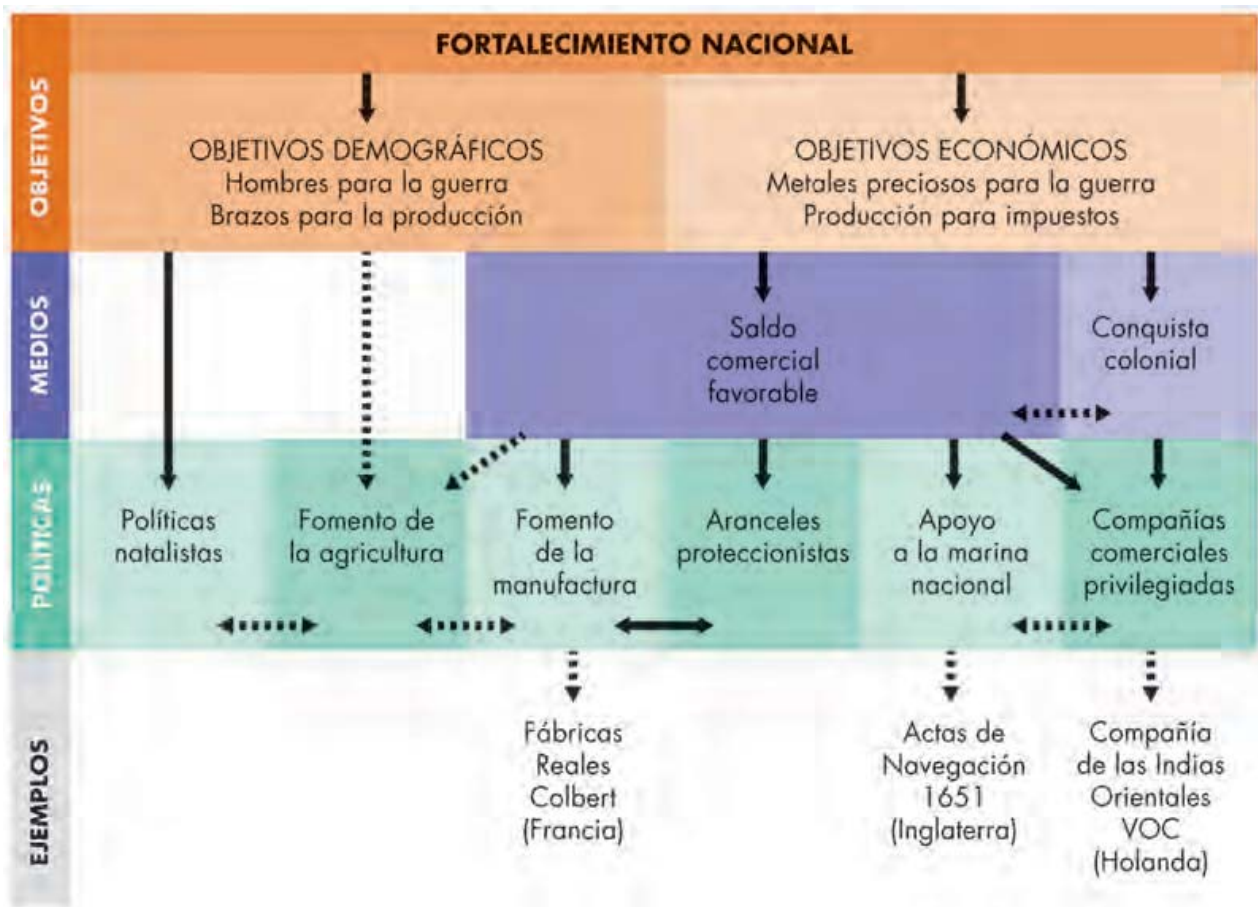 FORTALECIMIENTO NACIONAL
OBJETIVOS
OBJETIVOS DEMOGRÁFICOS
Hombres para la guerra
Brazos para la producción
OBJETIVOS ECONÓMICOS
Metales preciosos para la guerra
Producción para impuestos
MEDIOS
Saldo
comercial
favorable
Conquista
colonial
POLÍTICAS
Políticas
natalistas
Fomento de
la agricultura
Fomento
de la
manufactura
Aranceles
proteccionistas
Apoyo
a la marina
nacional
Compañías
comerciales
privilegiadas
EJEMPLOS
Fábricas
Reales
Colbert
(Francia)
Actas de
Navegación
1651
(Inglaterra)
Compañía
de las Indias
Orientales
VOC
(Holanda)